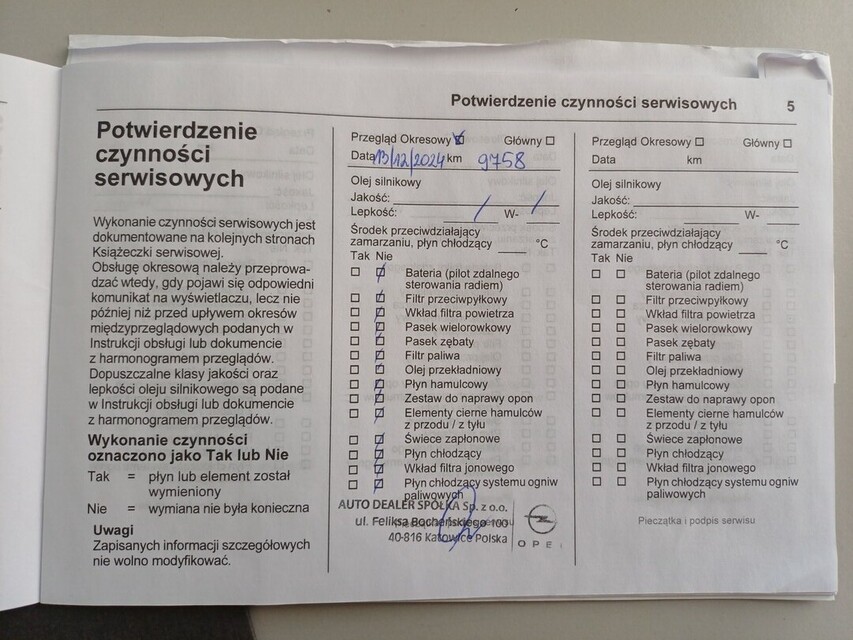 Potwierdzenie czynności serwisowych 5
Potwierdzenie
czynności
serwisowych
Wykonanie czynności serwisowych jest
dokumentowane na kolejnych stronach
Książeczki serwisowej.
Obsługę okresową należy przeprowa-
dzać wtedy, gdy pojawi się odpowiedni
komunikat na wyświetlaczu, lecz nie
później niż przed upływem okresów
międzyprzeglądowych podanych w
Instrukcji obsługi lub dokumencie
z harmonogramem przeglądów.
Dopuszczalne klasy jakości oraz
lepkości oleju silnikowego są podane
w Instrukcji obsługi lub dokumencie
z harmonogramem przeglądów.
Wykonanie czynności
oznaczono jako Tak lub Nie
Tak = płyn lub element został
wymieniony
Nie = wymiana nie była konieczna
Uwagi
Zapisanych informacji szczegółowych
nie wolno modyfikować.
Przegląd Okresowy Główny
Data 13/12/2024 km 9758
Olej silnikowy
Jakość:
Lepkość: / W- /
Środek przeciwdziałający
zamarzaniu, płyn chłodzący °C
Tak Nie
Bateria (pilot zdalnego
sterowania radiem)
Filtr przeciwpyłkowy
Wkład filtra powietrza
Pasek wielorowkowy
Pasek zębaty
Filtr paliwa
Olej przekładniowy
Płyn hamulcowy
Zestaw do naprawy opon
Elementy cierne hamulców
z przodu / z tyłu
Świece zapłonowe
Płyn chłodzący
Wkład filtra jonowego
Płyn chłodzący systemu ogniw
paliwowych
AUTO DEALER SPÓŁKA Sp. z o.o.
ul. Feliksa Bocheńskiego 100
40-816 Katowice Polska
OPEL
Przegląd Okresowy Główny
Data km
Olej silnikowy
Jakość:
Lepkość: W-
Środek przeciwdziałający
zamarzaniu, płyn chłodzący °C
Tak Nie
Bateria (pilot zdalnego
sterowania radiem)
Filtr przeciwpyłkowy
Wkład filtra powietrza
Pasek wielorowkowy
Pasek zębaty
Filtr paliwa
Olej przekładniowy
Płyn hamulcowy
Zestaw do naprawy opon
Elementy cierne hamulców
z przodu / z tyłu
Świece zapłonowe
Płyn chłodzący
Wkład filtra jonowego
Płyn chłodzący systemu ogniw
paliwowych
Pieczątka i podpis serwisu